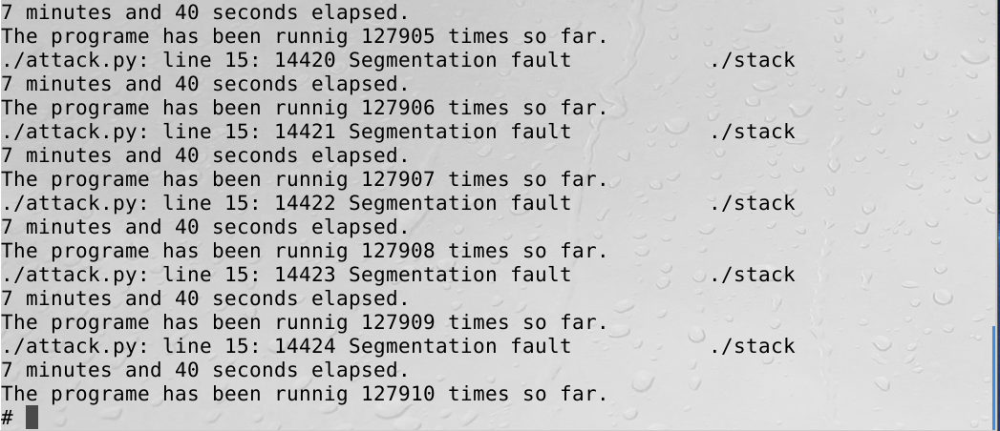 7 minutes and 40 seconds elapsed.
The programe has been runnig 127905 times so far.
./attack.py: line 15: 14420 Segmentation fault           ./stack
7 minutes and 40 seconds elapsed.
The programe has been runnig 127906 times so far.
./attack.py: line 15: 14421 Segmentation fault           ./stack
7 minutes and 40 seconds elapsed.
The programe has been runnig 127907 times so far.
./attack.py: line 15: 14422 Segmentation fault           ./stack
7 minutes and 40 seconds elapsed.
The programe has been runnig 127908 times so far.
./attack.py: line 15: 14423 Segmentation fault           ./stack
7 minutes and 40 seconds elapsed.
The programe has been runnig 127909 times so far.
./attack.py: line 15: 14424 Segmentation fault           ./stack
7 minutes and 40 seconds elapsed.
The programe has been runnig 127910 times so far.
#